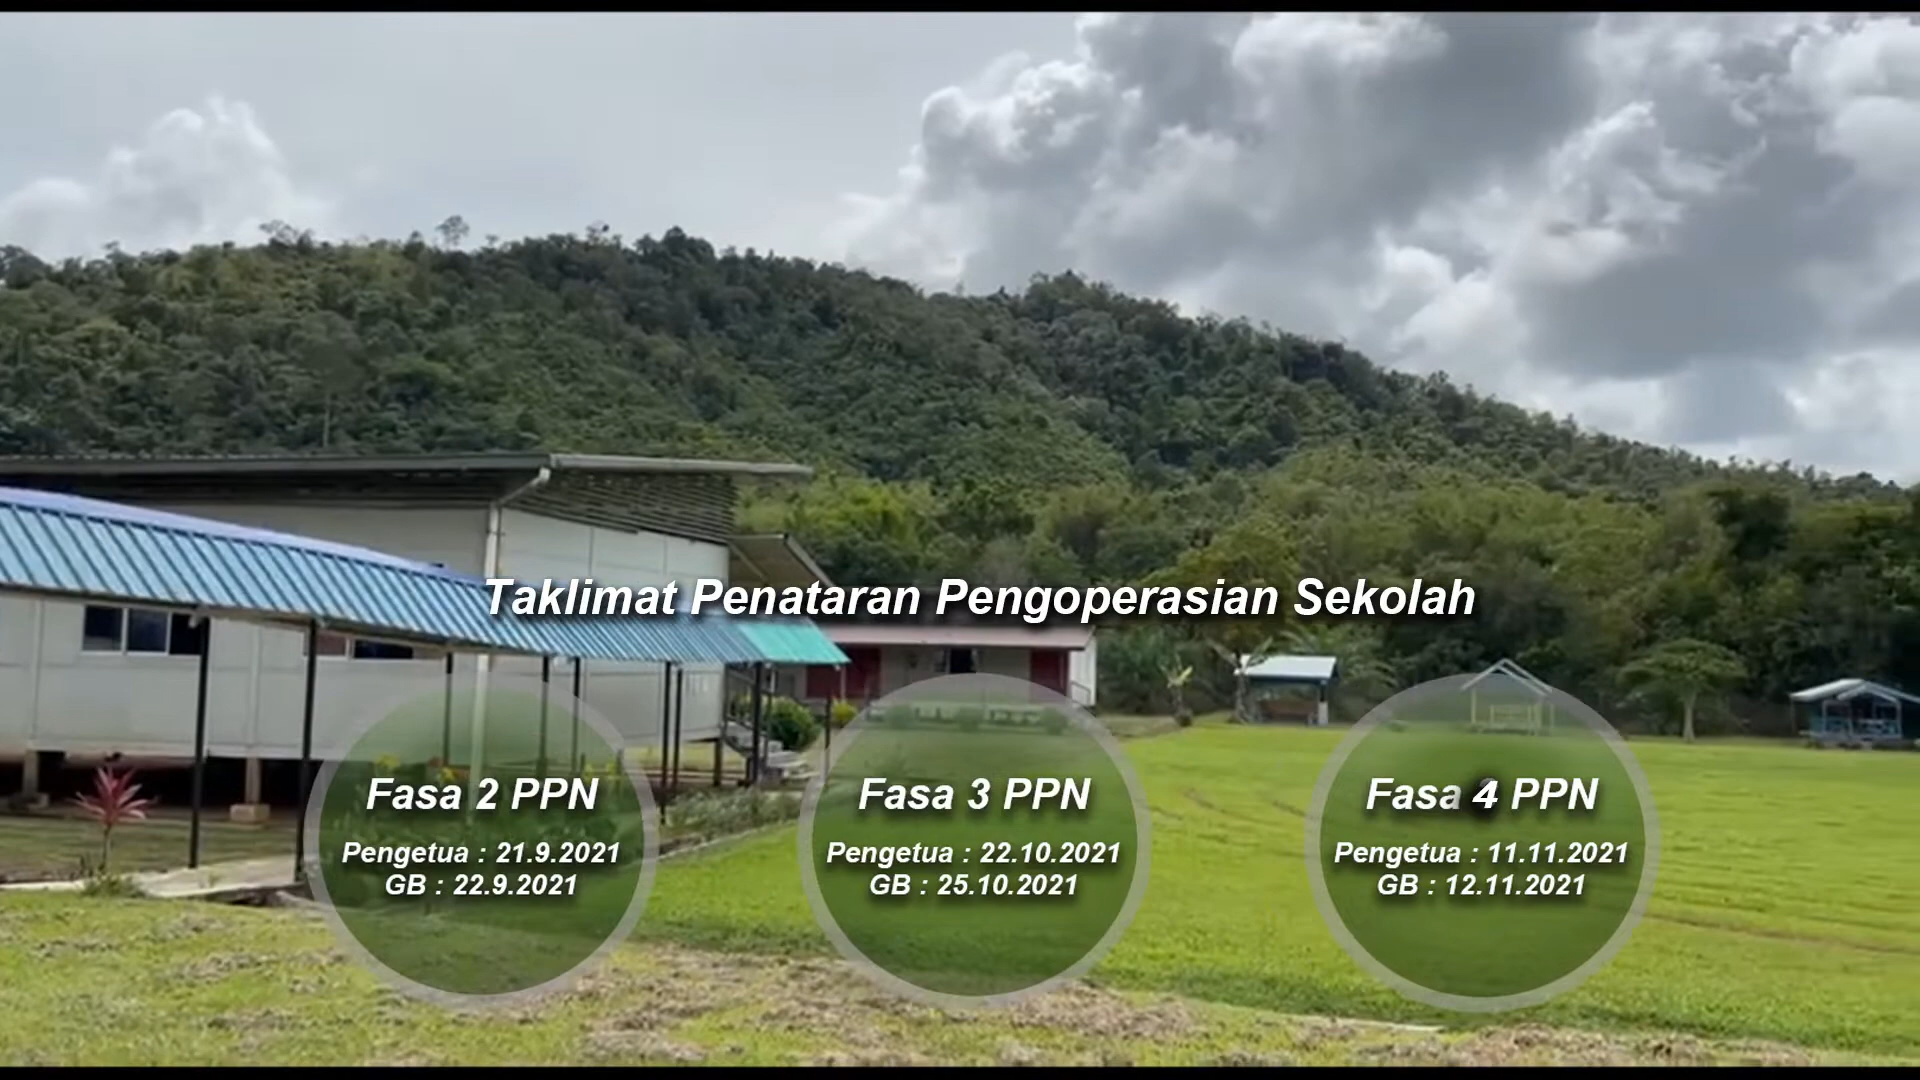 Taklimat Penataran Pengoperasian Sekolah
Fasa 2 PPN
Pengetua : 21.9.2021
GB : 22.9.2021
Fasa 3 PPN
Pengetua : 22.10.2021
GB : 25.10.2021
Fasa 4 PPN
Pengetua : 11.11.2021
GB : 12.11.2021